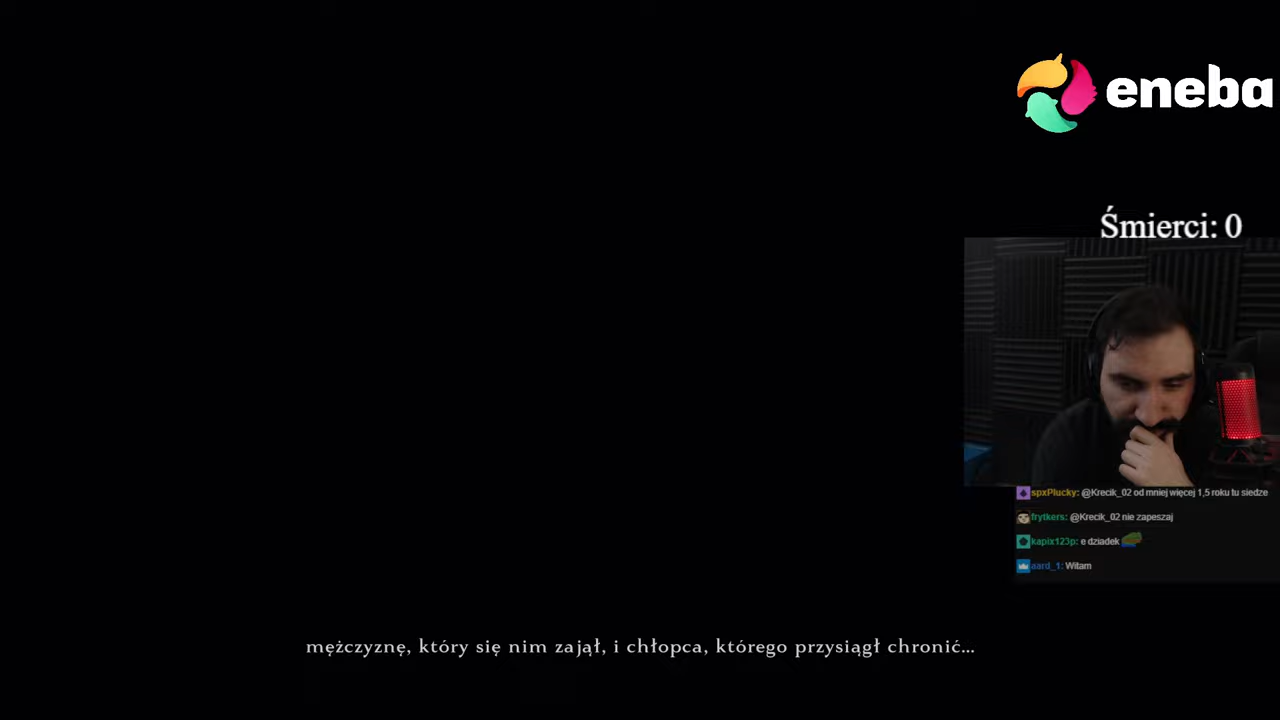 eneba
Śmierci: 0
spxPlucky: @Krecik_02 od mniej więcej 1,5 roku tu siedze
frytkers: @Krecik_02 nie zapeszaj
kapix123p: e dziadek
aard_1: Witam
mężczyznę, który się nim zajął, i chłopca, którego przysiągł chronić...